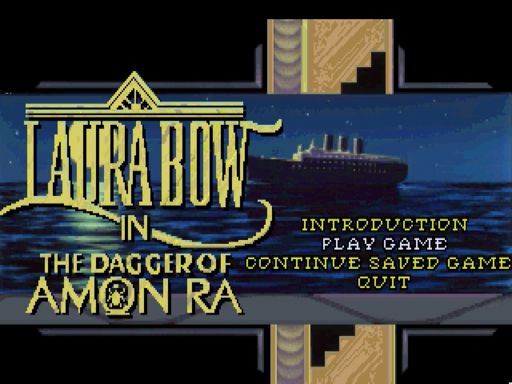 LAURA BOW
IN
THE DAGGER OF
AMON RA
INTRODUCTION
PLAY GAME
CONTINUE SAVED GAME
QUIT